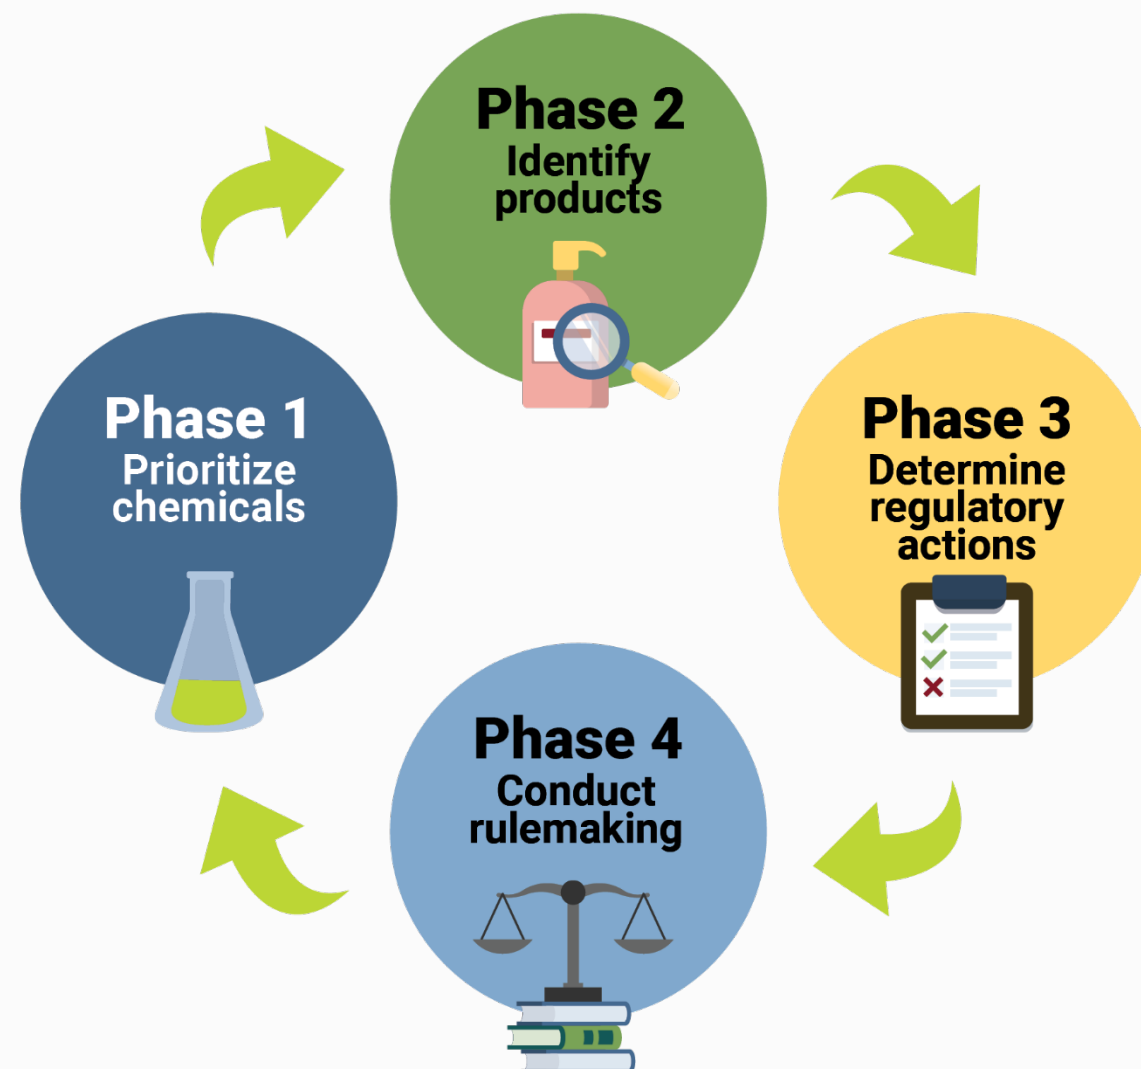 Phase 1
Prioritize
chemicals
Phase 2
Identify
products
Phase 3
Determine
regulatory
actions
Phase 4
Conduct
rulemaking